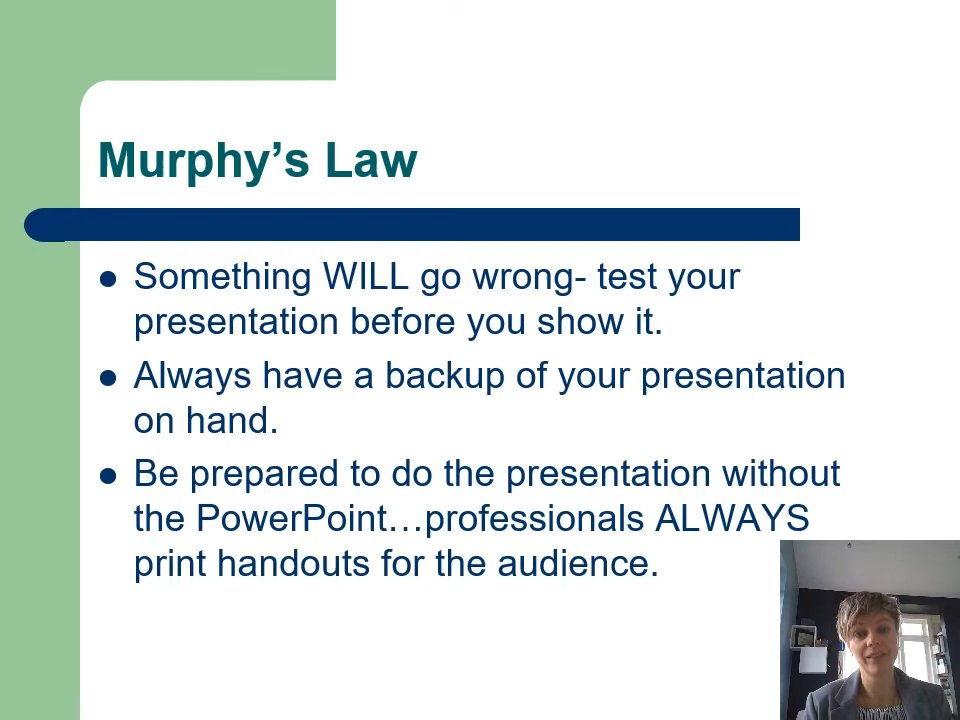 Murphy’s Law
Something WILL go wrong- test your
presentation before you show it.
Always have a backup of your presentation
on hand.
Be prepared to do the presentation without
the PowerPoint…professionals ALWAYS
print handouts for the audience.